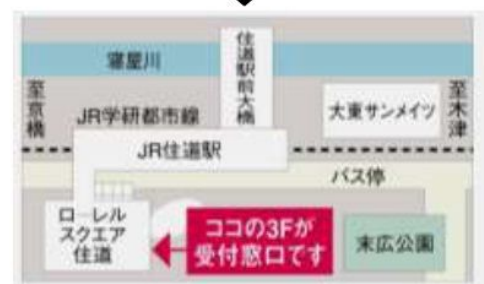 寝屋川
住道駅前大橋
至京橋
JR学研都市線
大東サンメイツ
至木津
JR住道駅
バス停
ローレル
スクエア
住道
ココの3Fが
受付窓口です
末広公園